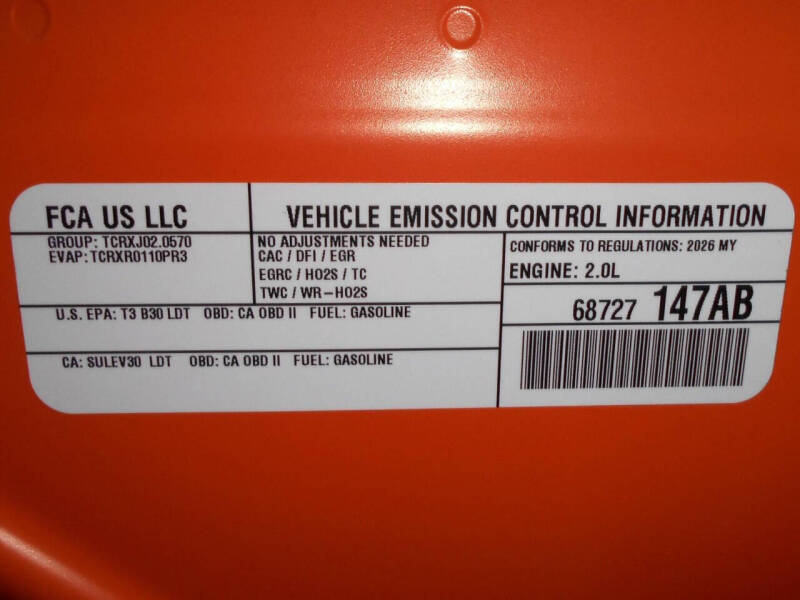 FCA US LLC
VEHICLE EMISSION CONTROL INFORMATION
GROUP: TCRXJ02.0570
EVAP: TCRXR0110PR3
NO ADJUSTMENTS NEEDED
CAC / DFI / EGR
EGRC / HO2S / TC
TWC / WR-HO2S
CONFORMS TO REGULATIONS: 2026 MY
ENGINE: 2.0L
U.S. EPA: T3 B30 LDT OBD: CA OBD II FUEL: GASOLINE
68727 147AB
CA: SULEV30 LDT OBD: CA OBD II FUEL: GASOLINE